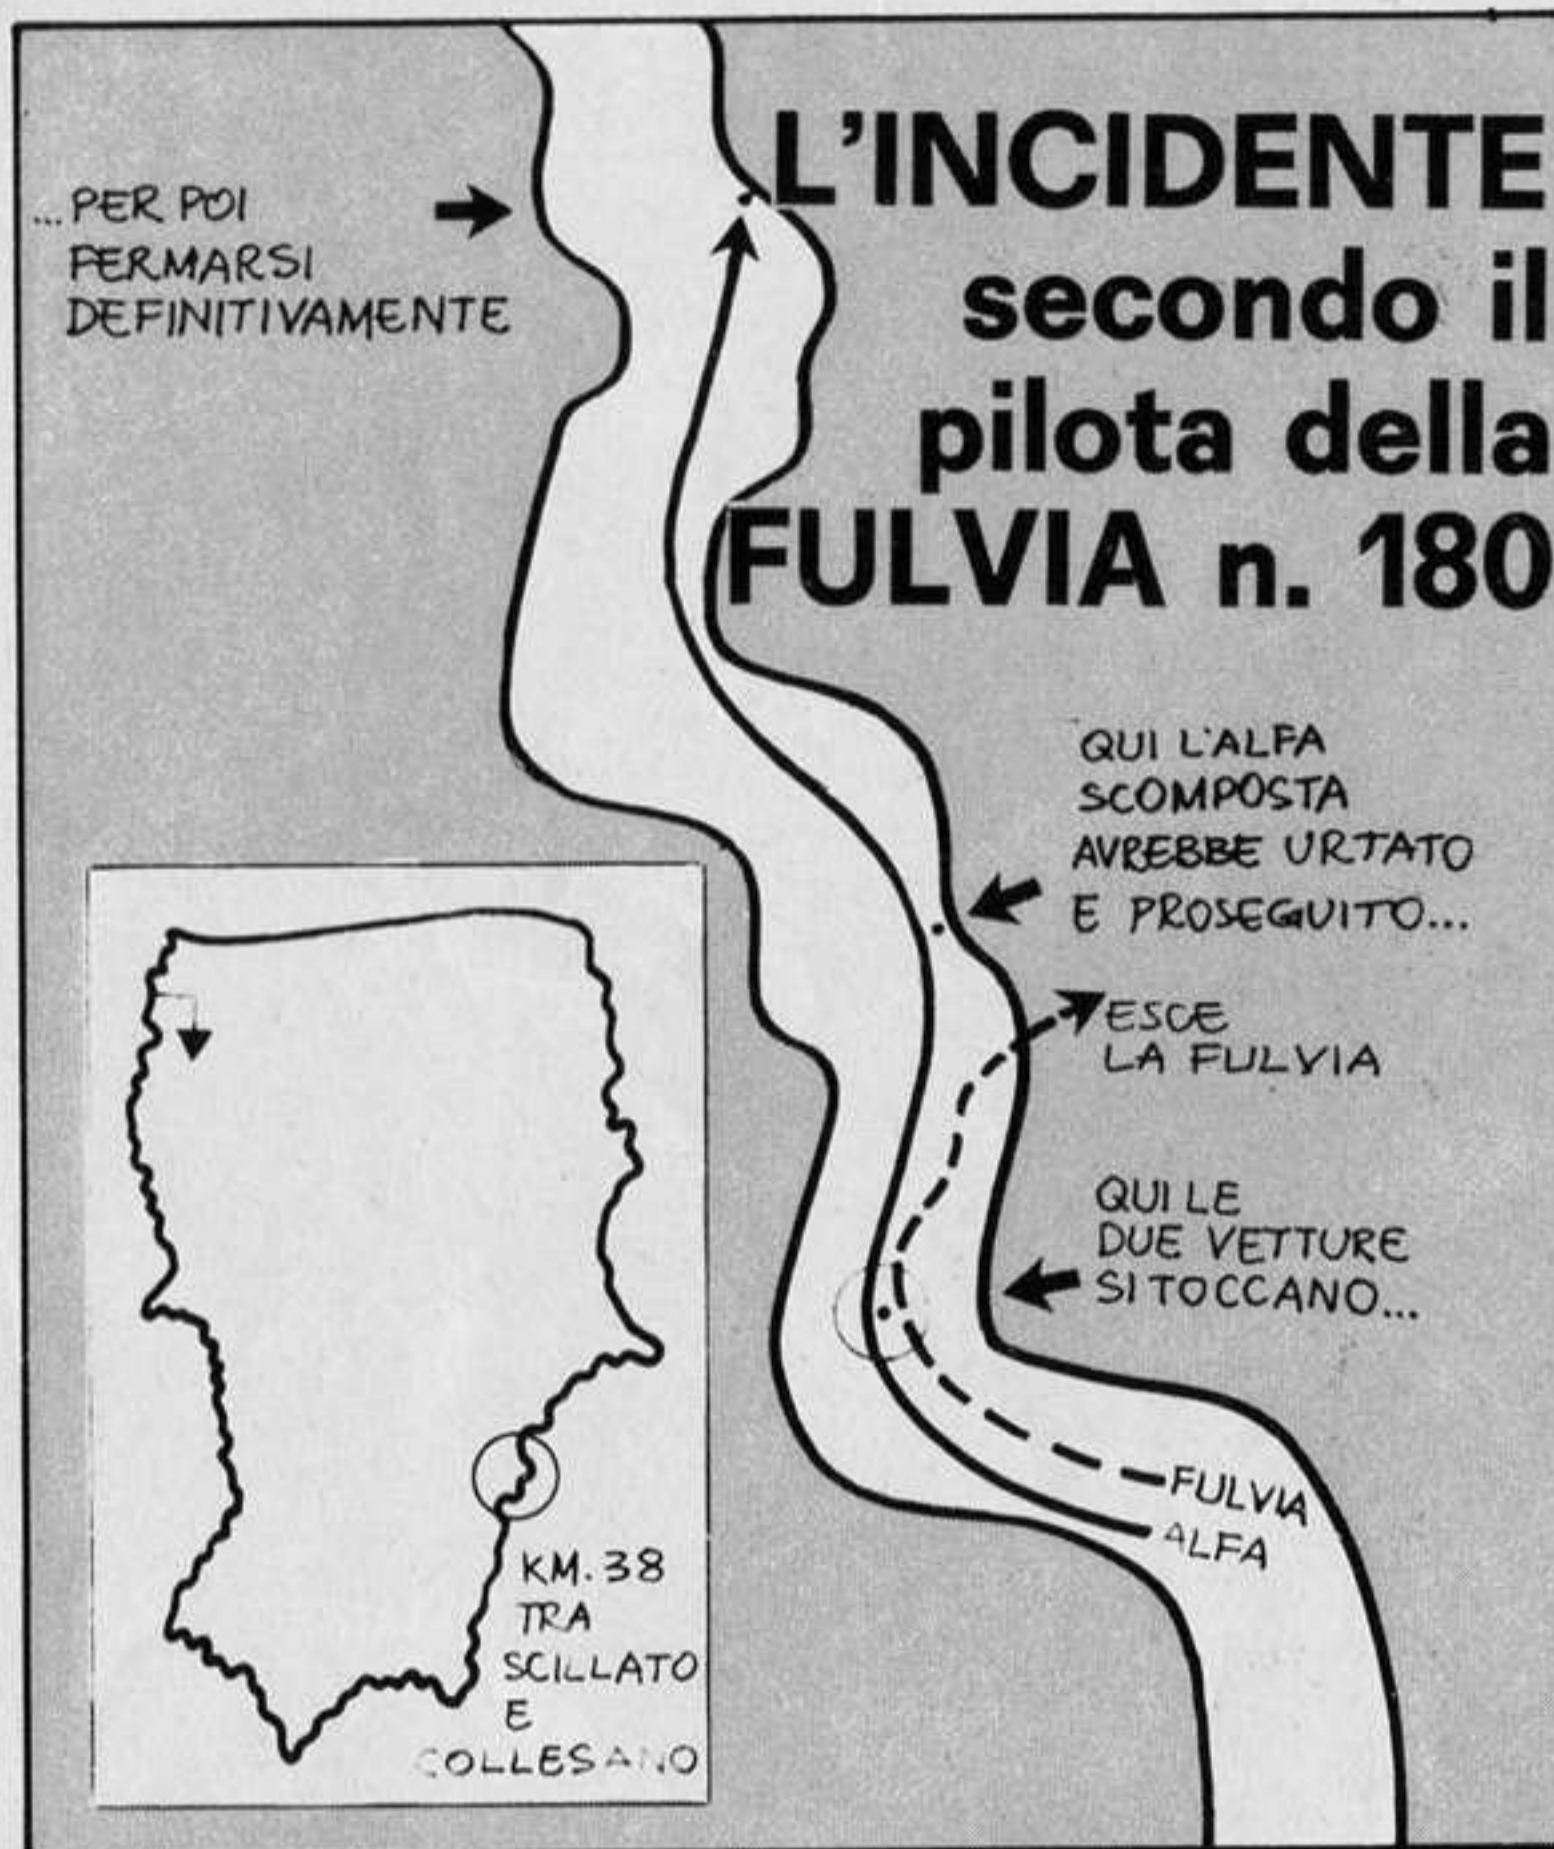 L'INCIDENTE
secondo il
pilota della
FULVIA n. 180
...PER POI
FERMARSI
DEFINITIVAMENTE
QUI L'ALFA
SCOMPOSTA
AVREBBE URTATO
E PROSEGUITO...
ESCE
LA FULVIA
QUI LE
DUE VETTURE
SI TOCCANO...
FULVIA
ALFA
KM. 38
TRA
SCILLATO
E
COLLESANO